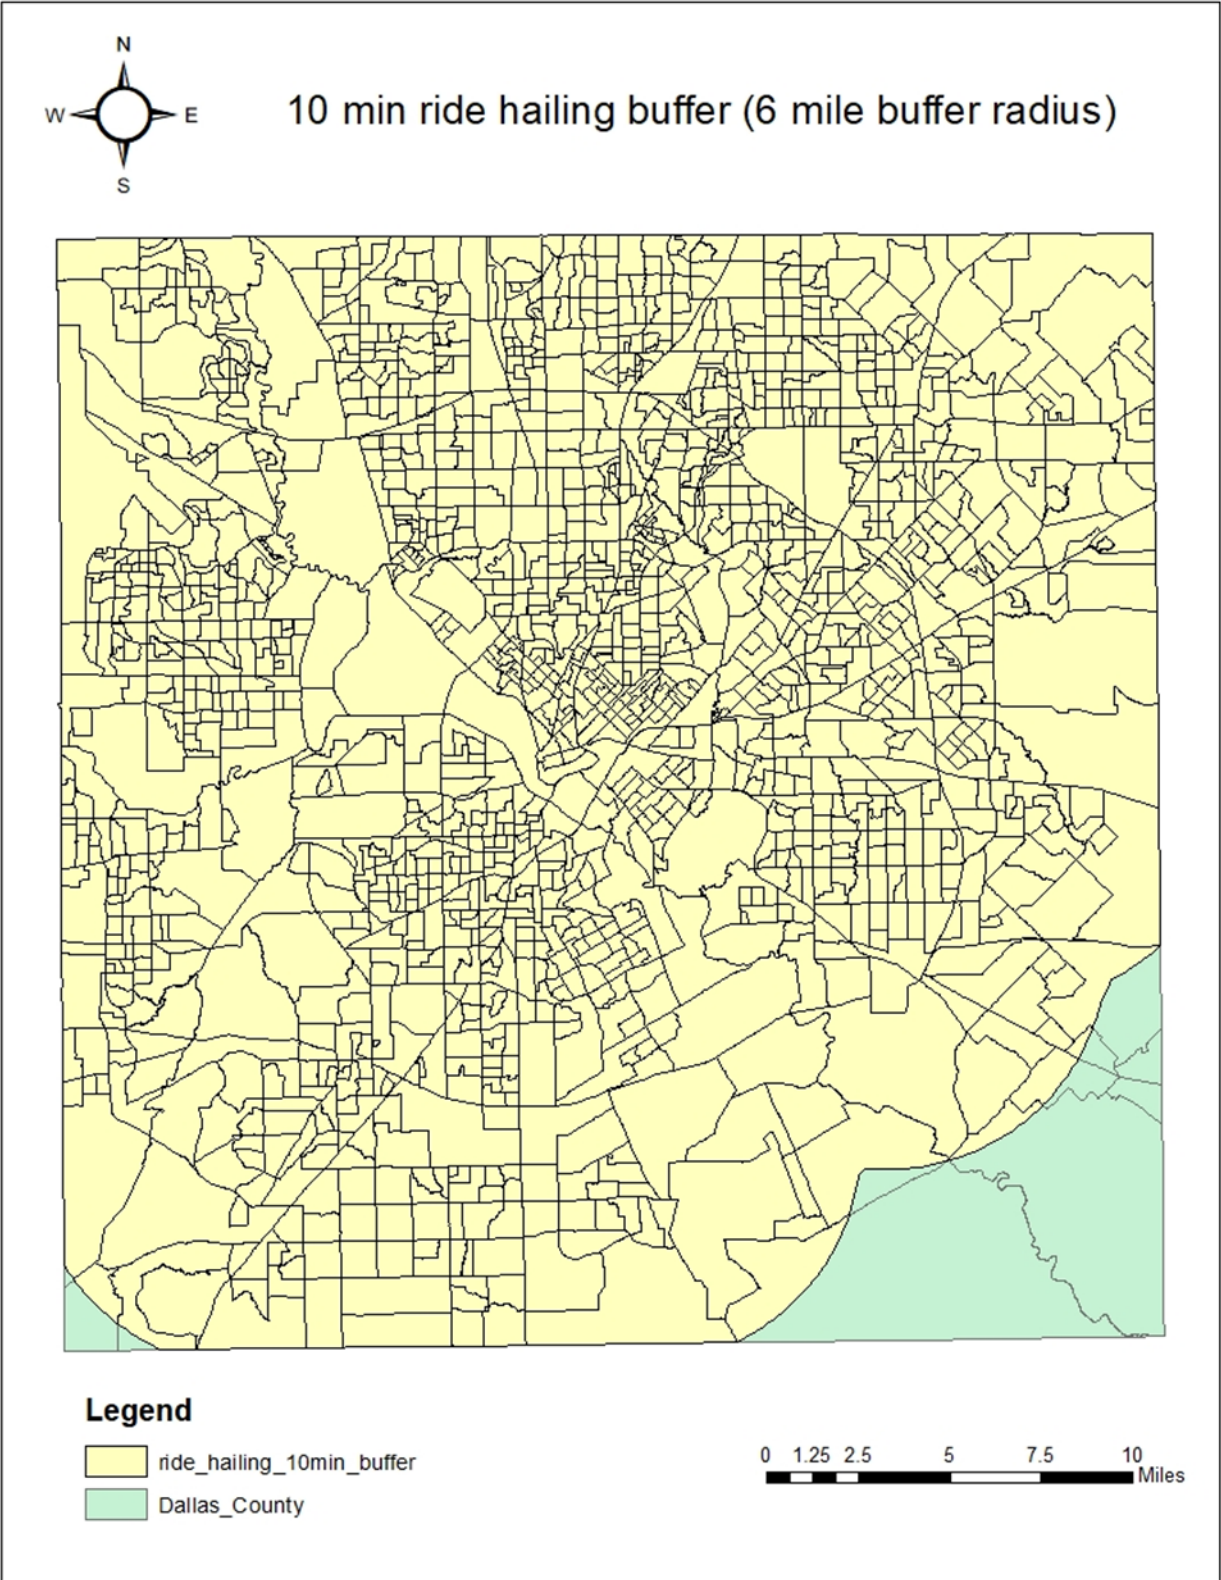 N
W E
S
10 min ride hailing buffer (6 mile buffer radius)
Legend
ride_hailing_10min_buffer
Dallas_County
0 1.25 2.5 5 7.5 10
Miles